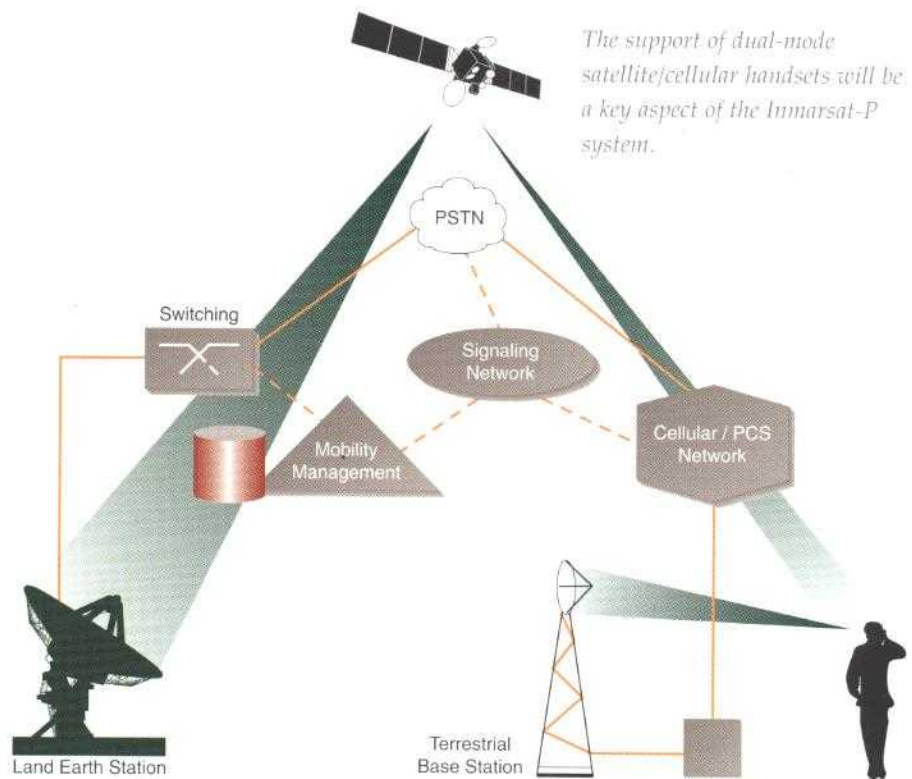 The support of dual-mode
satellite/cellular handsets will be
a key aspect of the Inmarsat-P
system.
PSTN
Switching
Signaling
Network
Mobility
Management
Cellular / PCS
Network
Land Earth Station
Terrestrial
Base Station